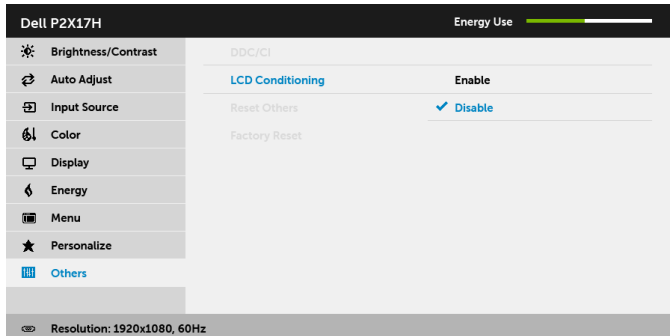 Dell P2X17H
Energy Use
Brightness/Contrast
DDC/CI
Auto Adjust
LCD Conditioning
Enable
Input Source
Reset Others
Disable
Color
Factory Reset
Display
Energy
Menu
Personalize
Others
Resolution: 1920x1080, 60Hz